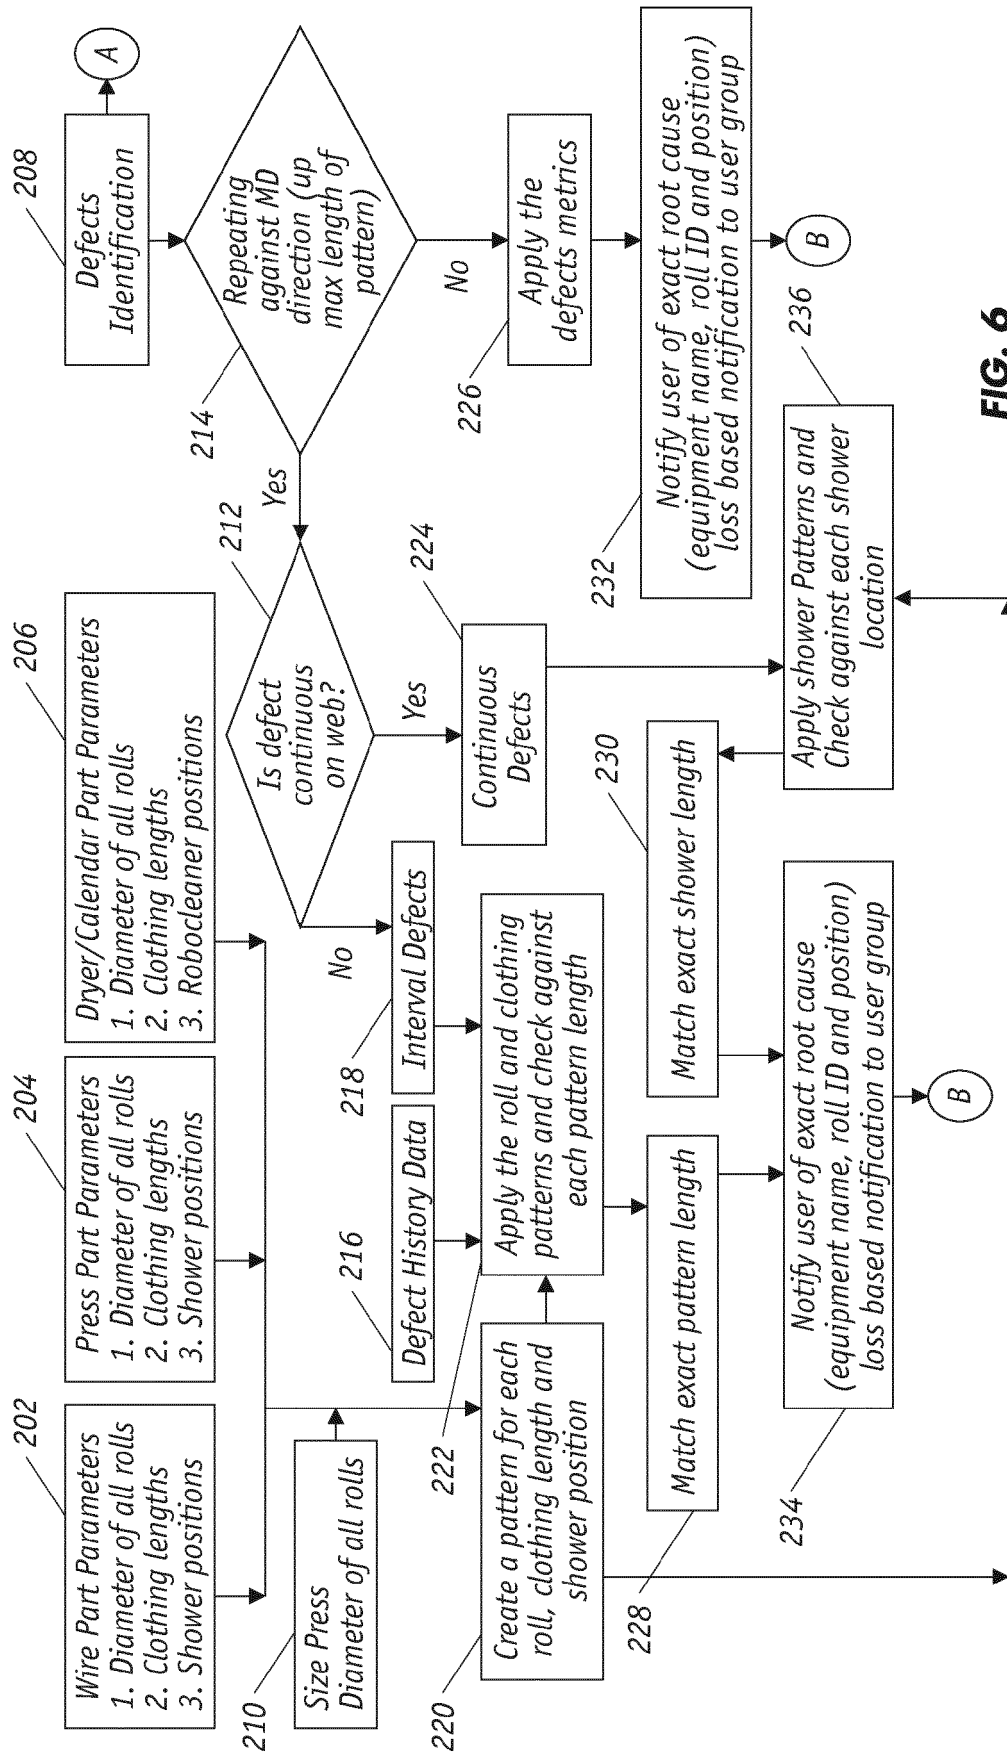 202
Wire Part Parameters
1. Diameter of all rolls
2. Clothing lengths
3. Shower positions
204
Press Part Parameters
1. Diameter of all rolls
2. Clothing lengths
3. Shower positions
206
Dryer/Calendar Part Parameters
1. Diameter of all rolls
2. Clothing lengths
3. Robocleaner positions
208
Defects
Identification
A
210
Size Press
Diameter of all rolls
212
Is defect
continuous
on web?
Yes
No
214
Repeating
against MD
direction (up
max length of
pattern)
Yes
No
216
Defect History Data
218
Interval Defects
220
Create a pattern for each
roll, clothing length and
shower position
222
Apply the roll and clothing
patterns and check against
each pattern length
224
Continuous
Defects
226
Apply the
defects metrics
228
Match exact pattern length
230
Match exact shower length
232
Notify user of exact root cause
(equipment name, roll ID and position)
loss based notification to user group
234
Notify user of exact root cause
(equipment name, roll ID and position)
loss based notification to user group
B
236
Apply shower Patterns and
Check against each shower
location
B
FIG. 6